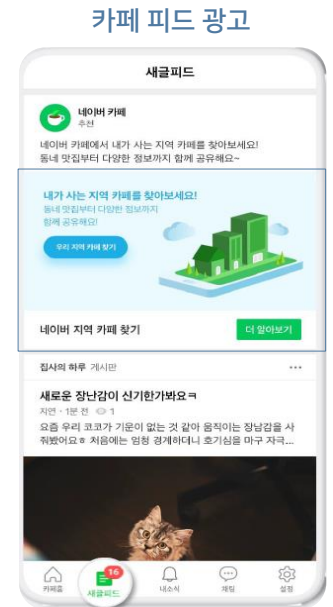 카페 피드 광고
새글피드
네이버 카페
추천
네이버 카페에서 내가 사는 지역 카페를 찾아보세요!
동네 맛집부터 다양한 정보까지 함께 공유해요~
내가 사는 지역 카페를 찾아보세요!
동네 맛집부터 다양한 정보까지
함께 공유해요!
우리 지역 카페 찾기
네이버 지역 카페 찾기
더 알아보기
집사의 하루 게시판
새로운 장난감이 신기한가봐요ㅋ
지연 · 1분 전 1
요즘 우리 코코가 기운이 없는 것 같아 움직이는 장난감을 사
줘봤어요ㅎ 처음에는 엄청 경계하더니 호기심을 마구 자극...
16
카페홈 새글피드 내소식 채팅 설정